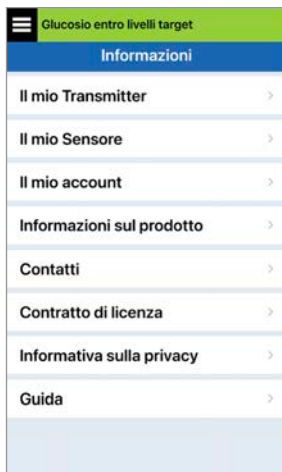 Glucosio entro livelli target
Informazioni
Il mio Transmitter
Il mio Sensore
Il mio account
Informazioni sul prodotto
Contatti
Contratto di licenza
Informativa sulla privacy
Guida